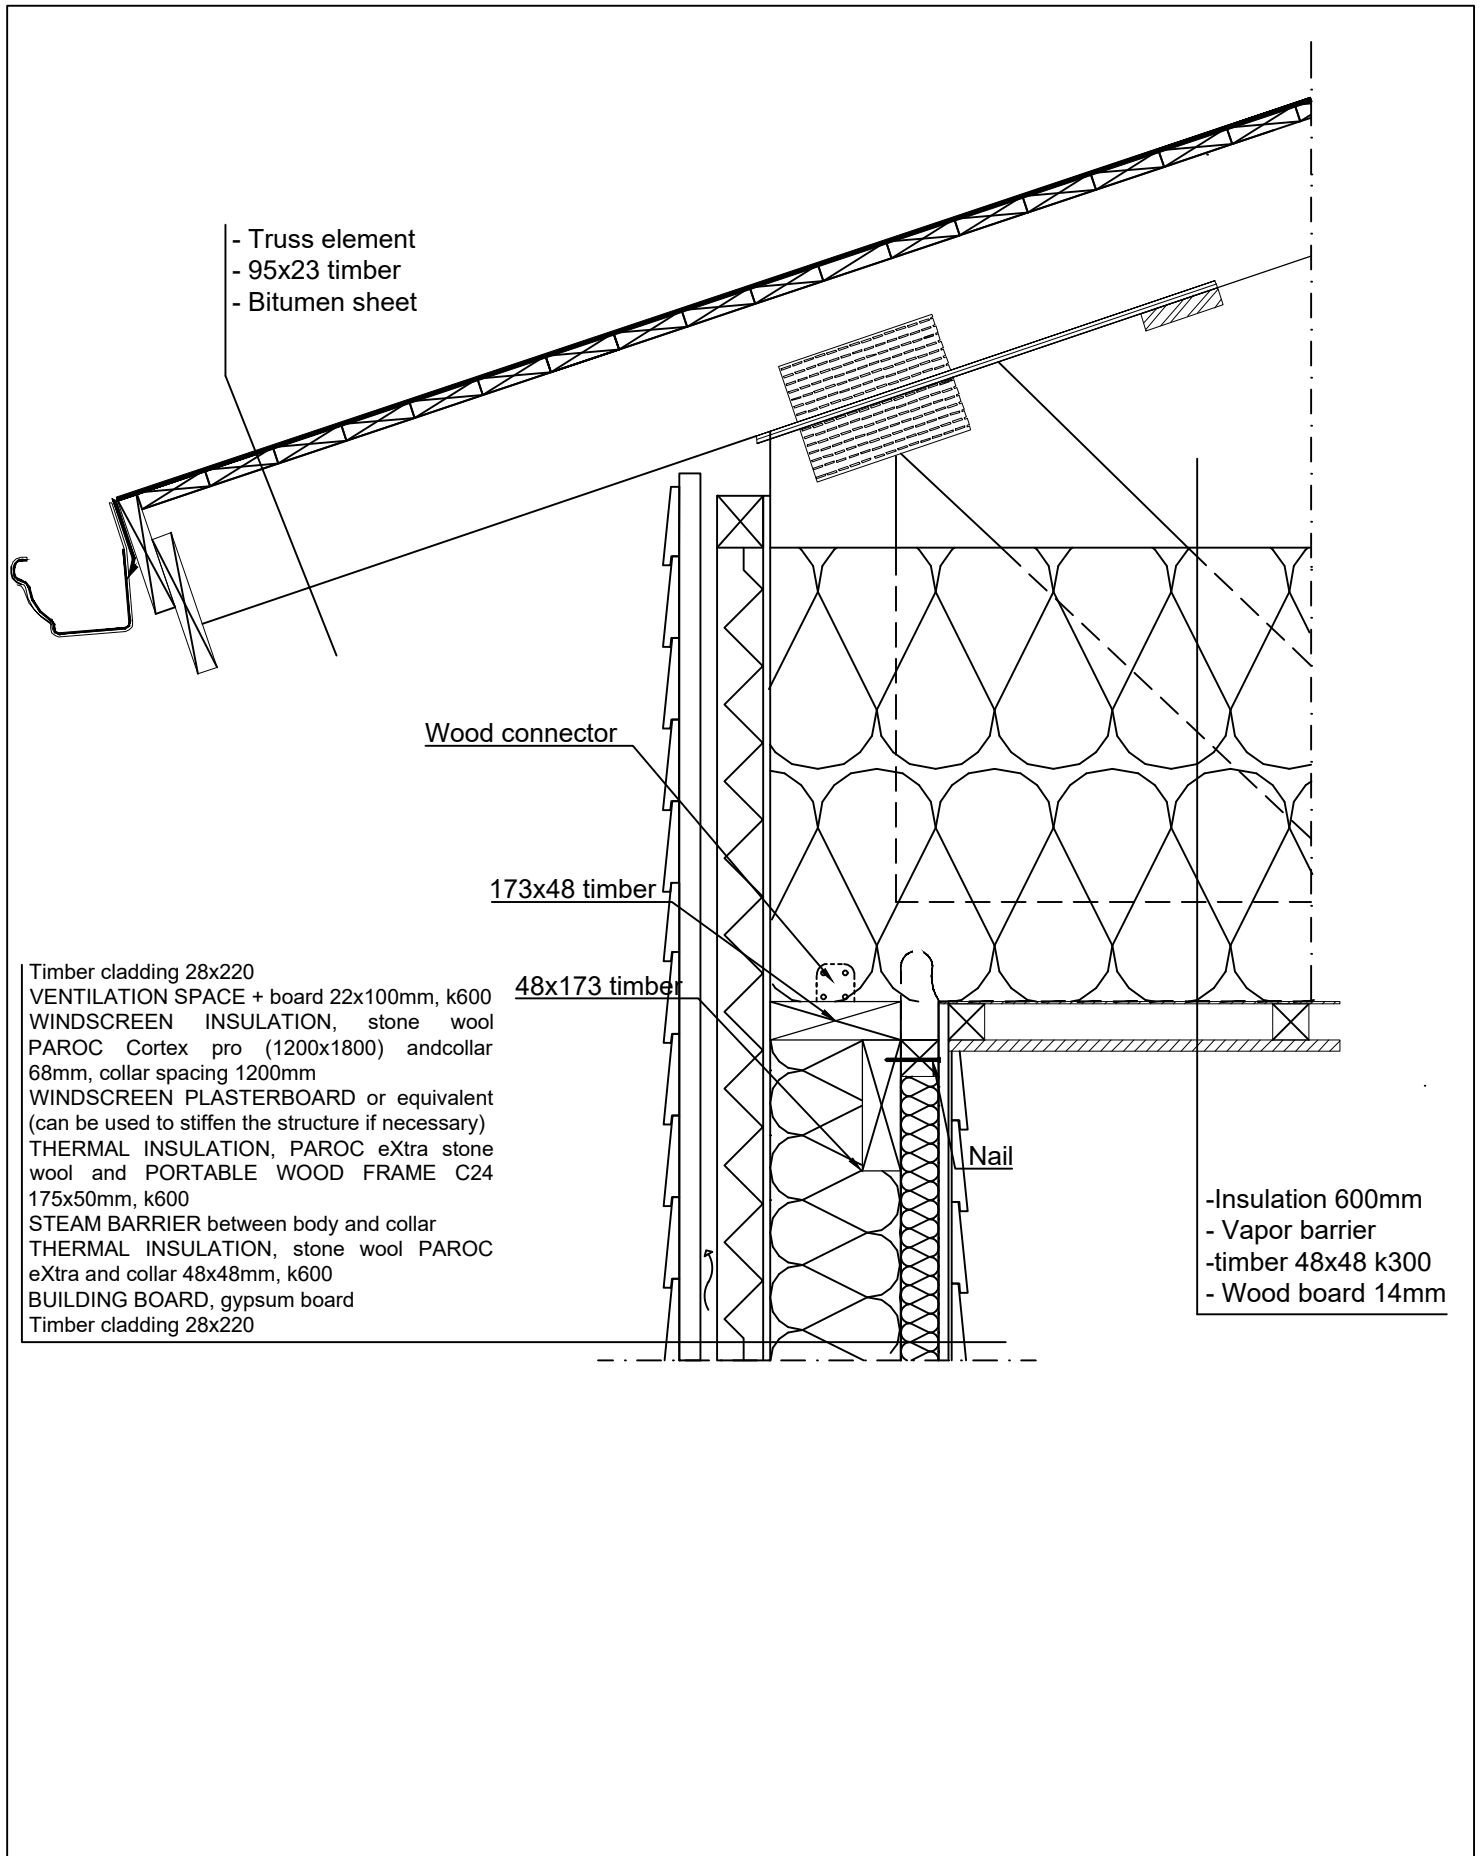 - Truss element
- 95x23 timber
- Bitumen sheet
Wood connector
173x48 timber
48x173 timber
Timber cladding 28x220
VENTILATION SPACE + board 22x100mm, k600
WINDSCREEN INSULATION, stone wool
PAROC Cortex pro (1200x1800) andcollar
68mm, collar spacing 1200mm
WINDSCREEN PLASTERBOARD or equivalent
(can be used to stiffen the structure if necessary)
THERMAL INSULATION, PAROC eXtra stone
wool and PORTABLE WOOD FRAME C24
175x50mm, k600
STEAM BARRIER between body and collar
THERMAL INSULATION, stone wool PAROC
eXtra and collar 48x48mm, k600
BUILDING BOARD, gypsum board
Timber cladding 28x220
Nail
-Insulation 600mm
- Vapor barrier
-timber 48x48 k300
- Wood board 14mm